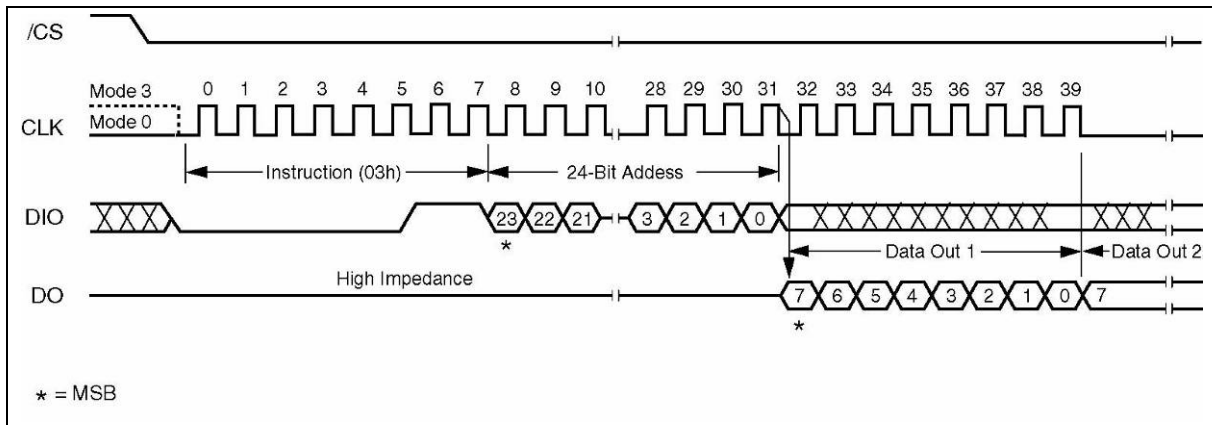 /CS
Mode 3
0 1 2 3 4 5 6 7 8 9 10 28 29 30 31 32 33 34 35 36 37 38 39
CLK
Mode 0
Instruction (03h)
24-Bit Addess
DIO
23 22 21 3 2 1 0
*
Data Out 1
Data Out 2
High Impedance
DO
7 6 5 4 3 2 1 0 7
*
* = MSB